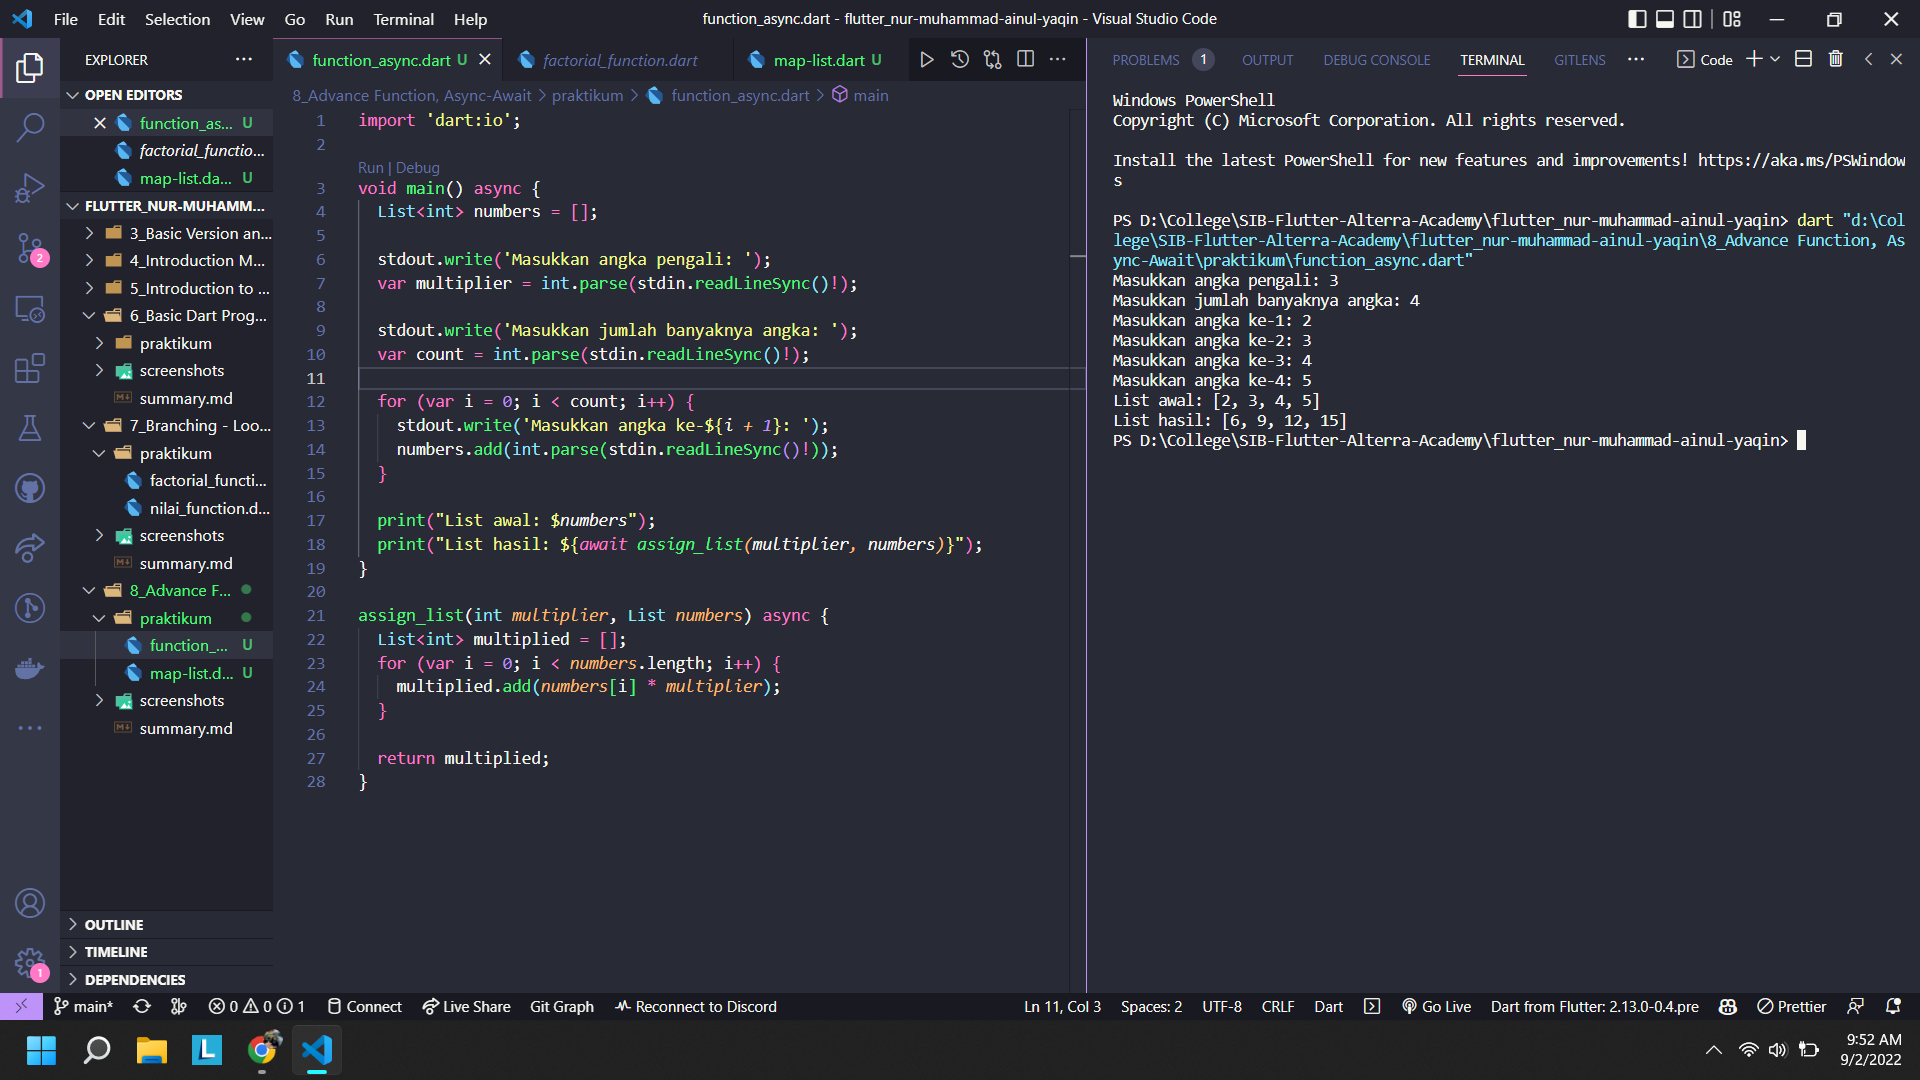 File Edit Selection View Go Run Terminal Help
function_async.dart - flutter_nur-muhammad-ainul-yaqin - Visual Studio Code
EXPLORER
OPEN EDITORS
function_as... U
factorial_functio...
map-list.da... U
FLUTTER_NUR-MUHAMM...
3_Basic Version an...
4_Introduction M...
5_Introduction to ...
6_Basic Dart Prog...
praktikum
screenshots
summary.md
7_Branching - Loo...
praktikum
factorial_functi...
nilai_function.d...
screenshots
summary.md
8_Advance F...
praktikum
function_... U
map-list.d... U
screenshots
summary.md
OUTLINE
TIMELINE
DEPENDENCIES
2
1
function_async.dart U
factorial_function.dart
map-list.dart U
8_Advance Function, Async-Await > praktikum > function_async.dart > main
1 import 'dart:io';
2
Run | Debug
3 void main() async {
4 List<int> numbers = [];
5
6 stdout.write('Masukkan angka pengali: ');
7 var multiplier = int.parse(stdin.readLineSync()!);
8
9 stdout.write('Masukkan jumlah banyaknya angka: ');
10 var count = int.parse(stdin.readLineSync()!);
11
12 for (var i = 0; i < count; i++) {
13 stdout.write('Masukkan angka ke-${i + 1}: ');
14 numbers.add(int.parse(stdin.readLineSync()!));
15 }
16
17 print("List awal: $numbers");
18 print("List hasil: ${await assign_list(multiplier, numbers)}");
19 }
20
21 assign_list(int multiplier, List numbers) async {
22 List<int> multiplied = [];
23 for (var i = 0; i < numbers.length; i++) {
24 multiplied.add(numbers[i] * multiplier);
25 }
26
27 return multiplied;
28 }
PROBLEMS 1 OUTPUT DEBUG CONSOLE TERMINAL GITLENS Code
Windows PowerShell
Copyright (C) Microsoft Corporation. All rights reserved.
Install the latest PowerShell for new features and improvements! https://aka.ms/PSWindow
s
PS D:\College\SIB-Flutter-Alterra-Academy\flutter_nur-muhammad-ainul-yaqin> dart "d:\Col
lege\SIB-Flutter-Alterra-Academy\flutter_nur-muhammad-ainul-yaqin\8_Advance Function, As
ync-Await\praktikum\function_async.dart"
Masukkan angka pengali: 3
Masukkan jumlah banyaknya angka: 4
Masukkan angka ke-1: 2
Masukkan angka ke-2: 3
Masukkan angka ke-3: 4
Masukkan angka ke-4: 5
List awal: [2, 3, 4, 5]
List hasil: [6, 9, 12, 15]
PS D:\College\SIB-Flutter-Alterra-Academy\flutter_nur-muhammad-ainul-yaqin>
main* 0 0 1 Connect Live Share Git Graph Reconnect to Discord
Ln 11, Col 3 Spaces: 2 UTF-8 CRLF Dart Go Live Dart from Flutter: 2.13.0-0.4.pre Prettier
L
9:52 AM
9/2/2022